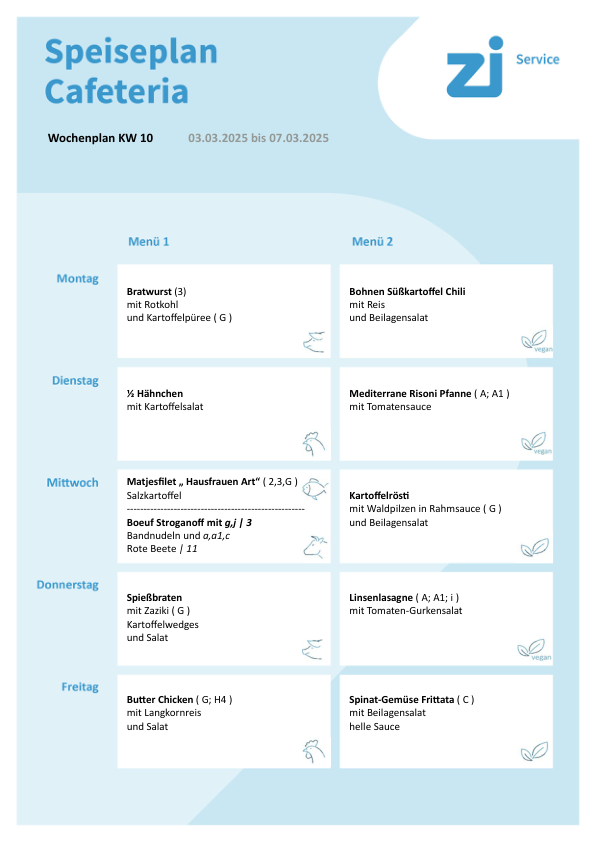 Speiseplan
Cafeteria
zi Service
Wochenplan KW 10 03.03.2025 bis 07.03.2025
Menü 1 Menü 2
Montag
Bratwurst (3)
mit Rotkohl
und Kartoffelpüree ( G )
Bohnen Süßkartoffel Chili
mit Reis
und Beilagensalat
vegan
Dienstag
½ Hähnchen
mit Kartoffelsalat
Mediterrane Risoni Pfanne ( A; A1 )
mit Tomatensauce
vegan
Mittwoch
Matjesfilet „ Hausfrauen Art“ ( 2,3,G )
Salzkartoffel
-----------------------------------------------------
Boeuf Stroganoff mit g,j | 3
Bandnudeln und a,a1,c
Rote Beete | 11
Kartoffelrösti
mit Waldpilzen in Rahmsauce ( G )
und Beilagensalat
Donnerstag
Spießbraten
mit Zaziki ( G )
Kartoffelwedges
und Salat
Linsenlasagne ( A; A1; i )
mit Tomaten-Gurkensalat
vegan
Freitag
Butter Chicken ( G; H4 )
mit Langkornreis
und Salat
Spinat-Gemüse Frittata ( C )
mit Beilagensalat
helle Sauce